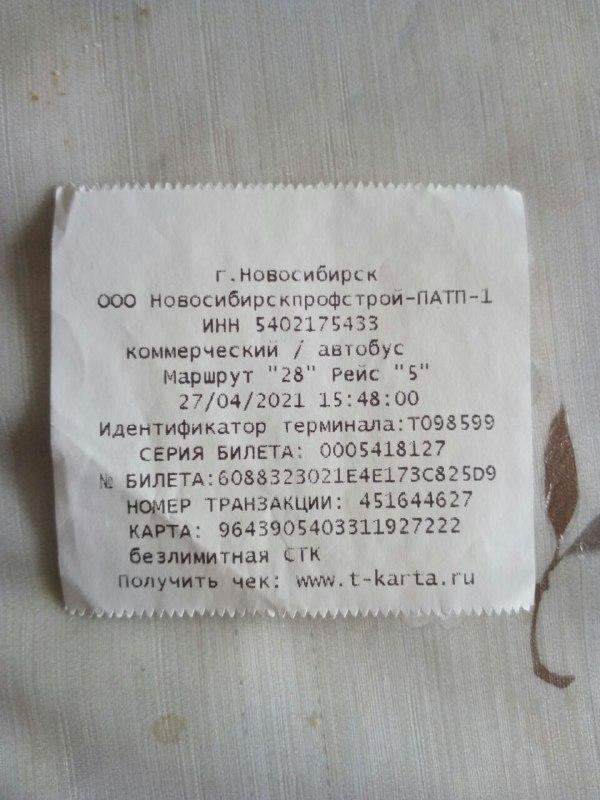 г.Новосибирск
ООО Новосибирскпрофстрой-ПАТП-1
ИНН 5402175433
коммерческий / автобус
Маршрут "28" Рейс "5"
27/04/2021 15:48:00
Идентификатор терминала:T098599
СЕРИЯ БИЛЕТА: 0005418127
№ БИЛЕТА:6088323021E4E173C825D9
НОМЕР ТРАНЗАКЦИИ: 451644627
КАРТА: 9643905403311927222
безлимитная СТК
Получить чек: www.t-karta.ru